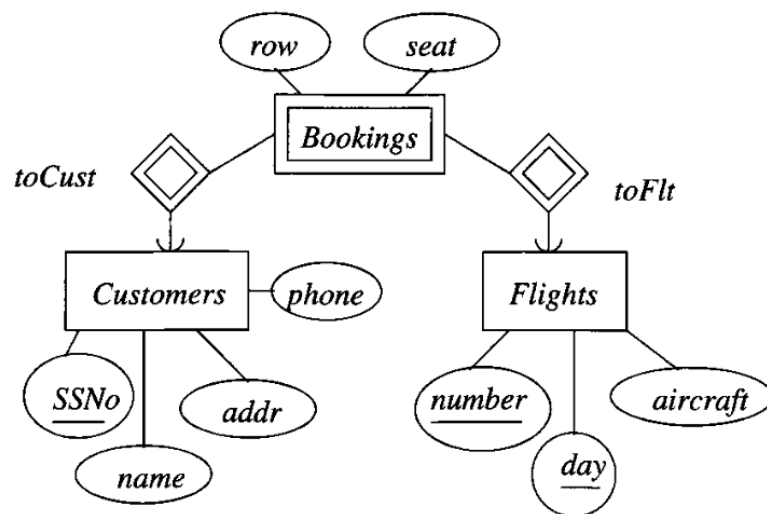 row seat
Bookings
toCust
toFlt
Customers phone Flights
SSNo addr number aircraft
name day